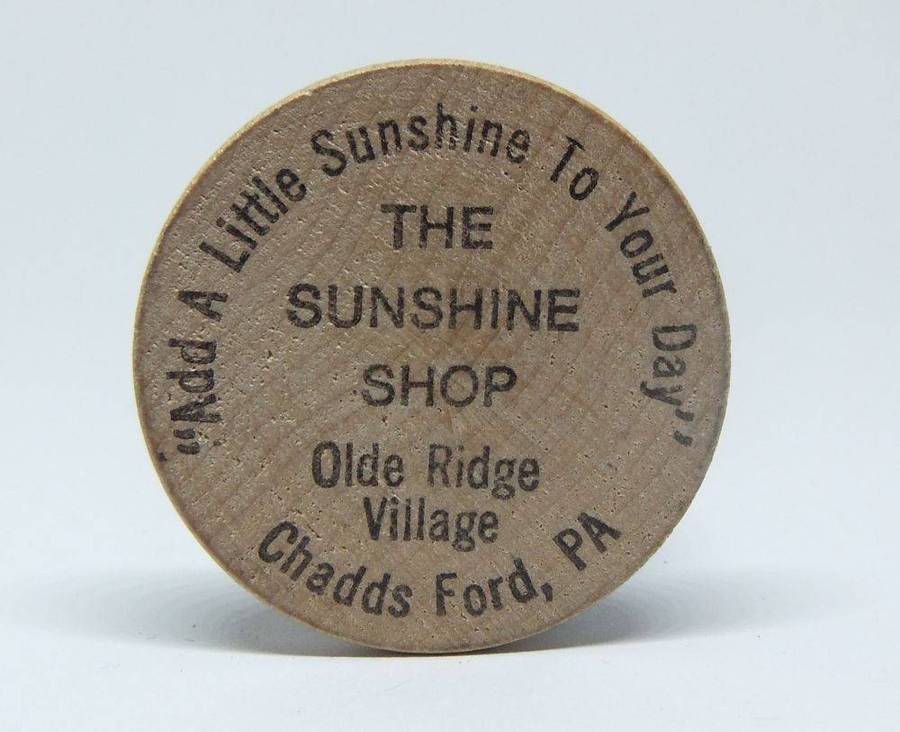 "Add A Little Sunshine To Your Day"
THE
SUNSHINE
SHOP
Olde Ridge
Village
Chadds Ford, PA